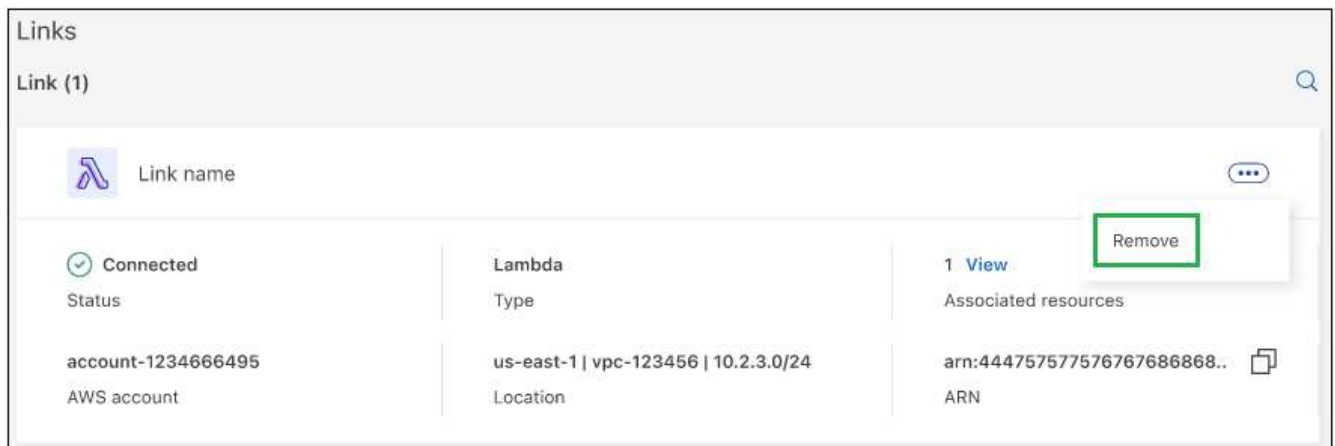 Links
Link (1)
Link name
Remove
Connected
Lambda
1 View
Status
Type
Associated resources
account-1234666495
us-east-1 | vpc-123456 | 10.2.3.0/24
arn:444757577576767686868..
AWS account
Location
ARN